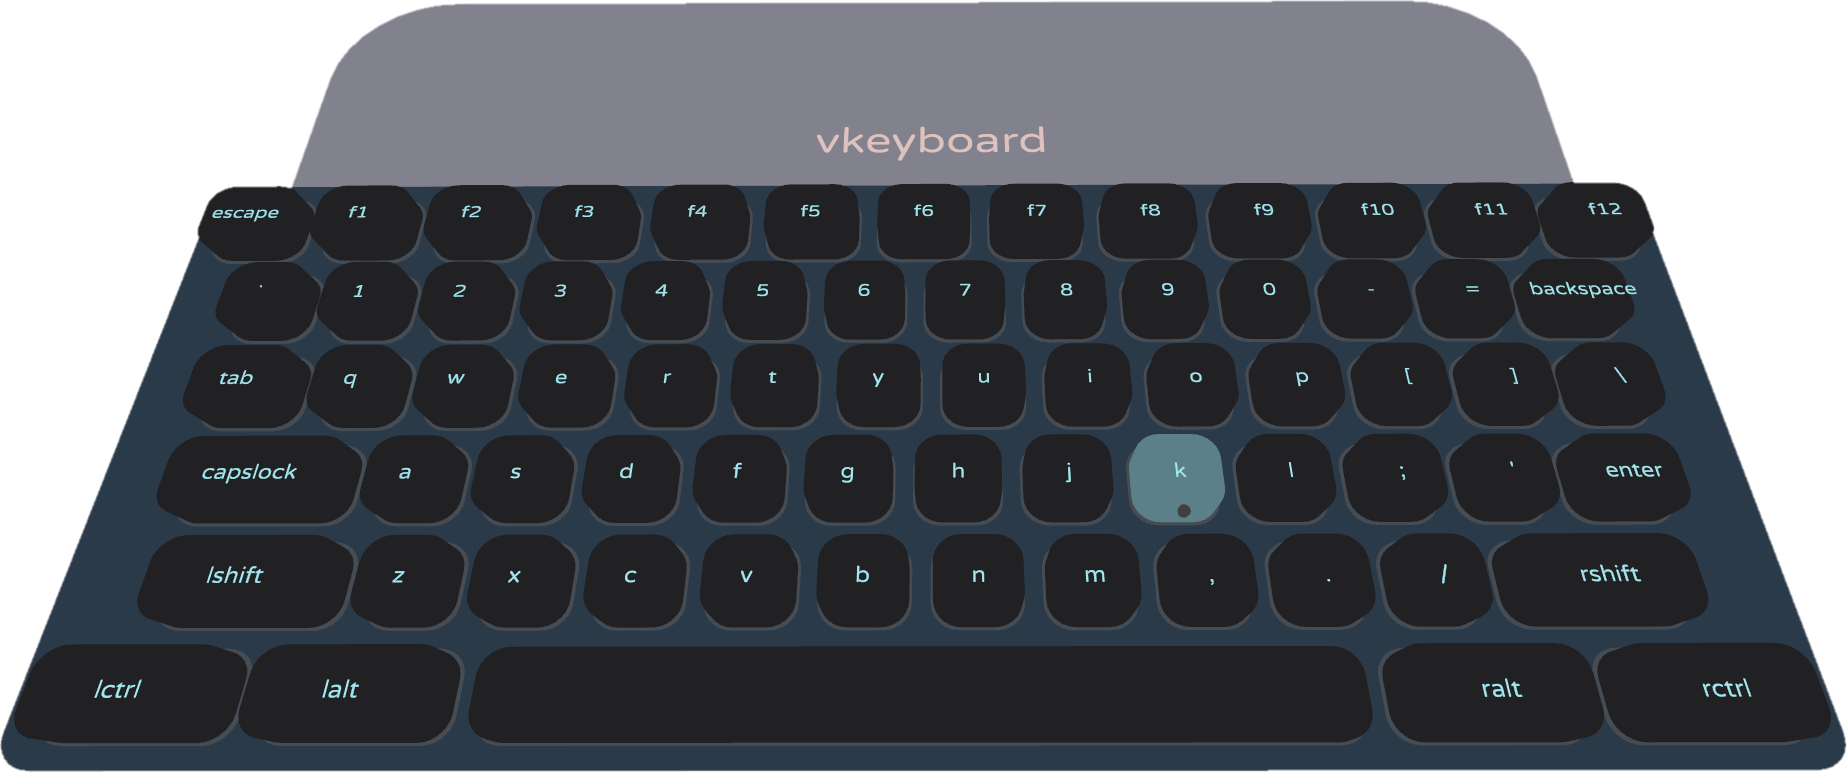 vkeyboard
escape f1 f2 f3 f4 f5 f6 f7 f8 f9 f10 f11 f12
` 1 2 3 4 5 6 7 8 9 0 - = backspace
tab q w e r t y u i o p [ ] \
capslock a s d f g h j k l ; ' enter
lshift z x c v b n m , . / rshift
lctrl lalt ralt rctrl